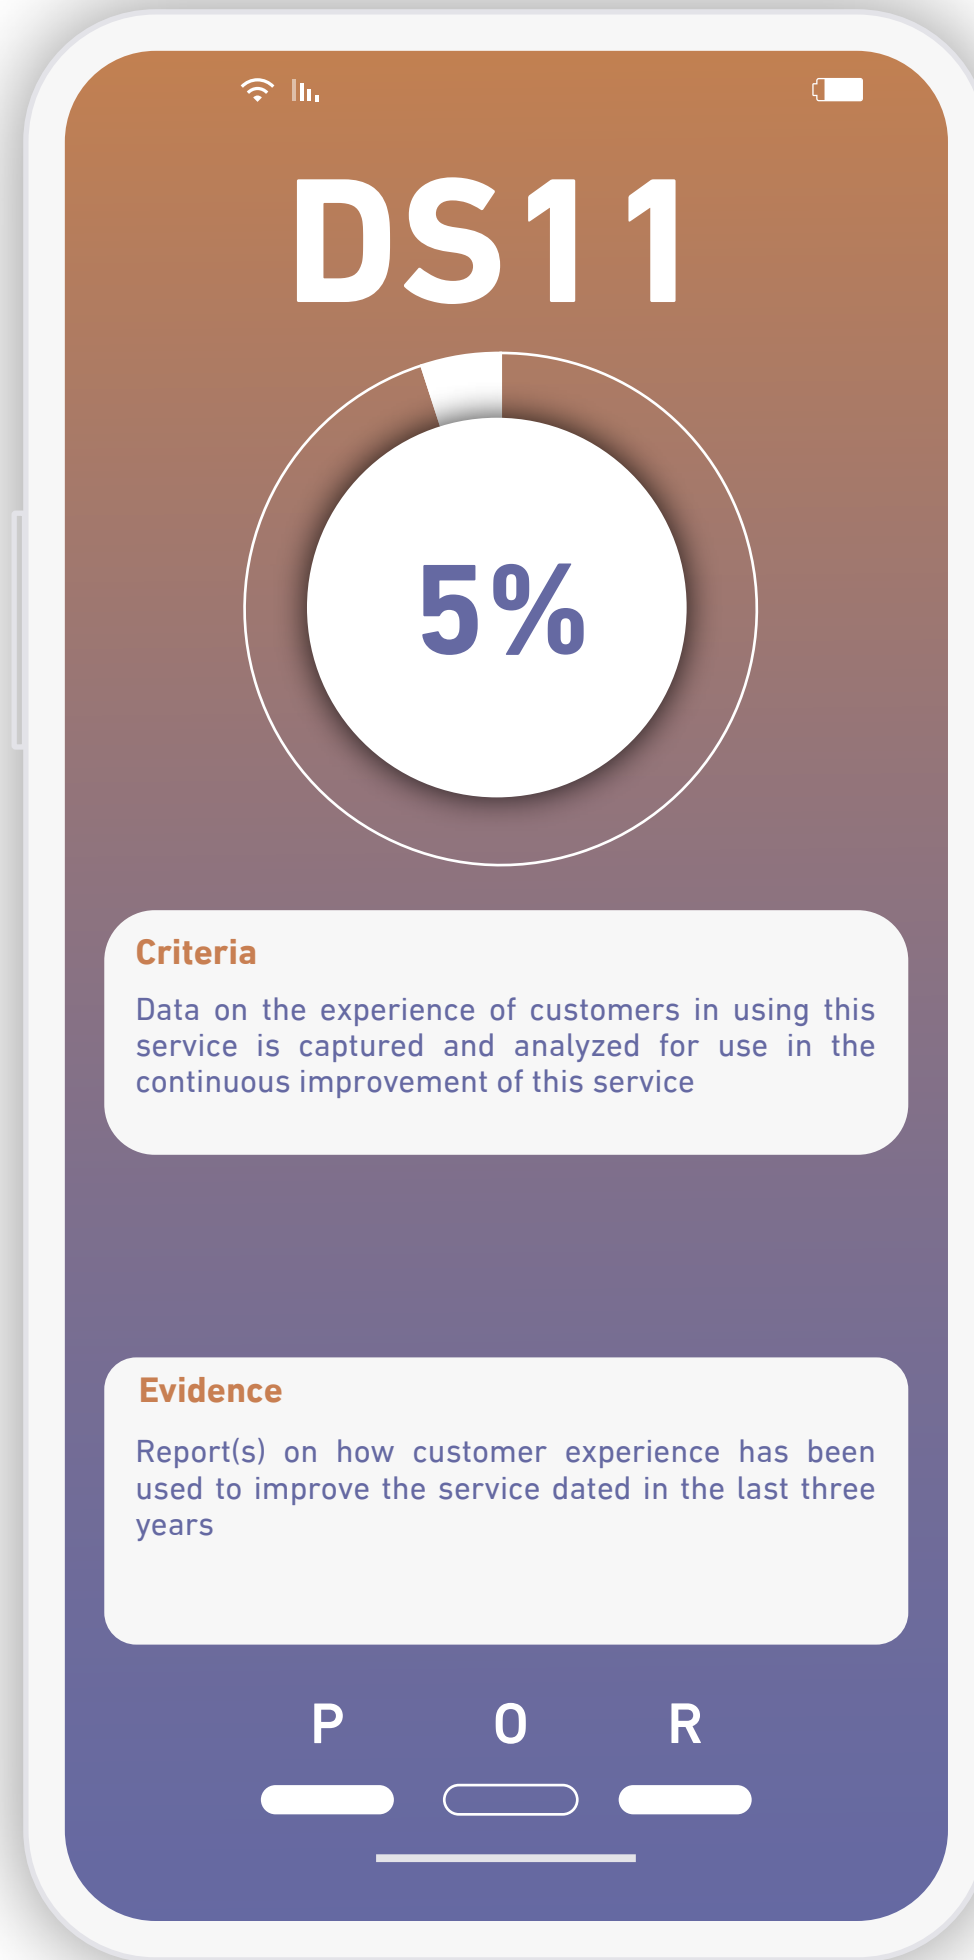 DS11
5%
Criteria
Data on the experience of customers in using this
service is captured and analyzed for use in the
continuous improvement of this service
Evidence
Report(s) on how customer experience has been
used to improve the service dated in the last three
years
P O R